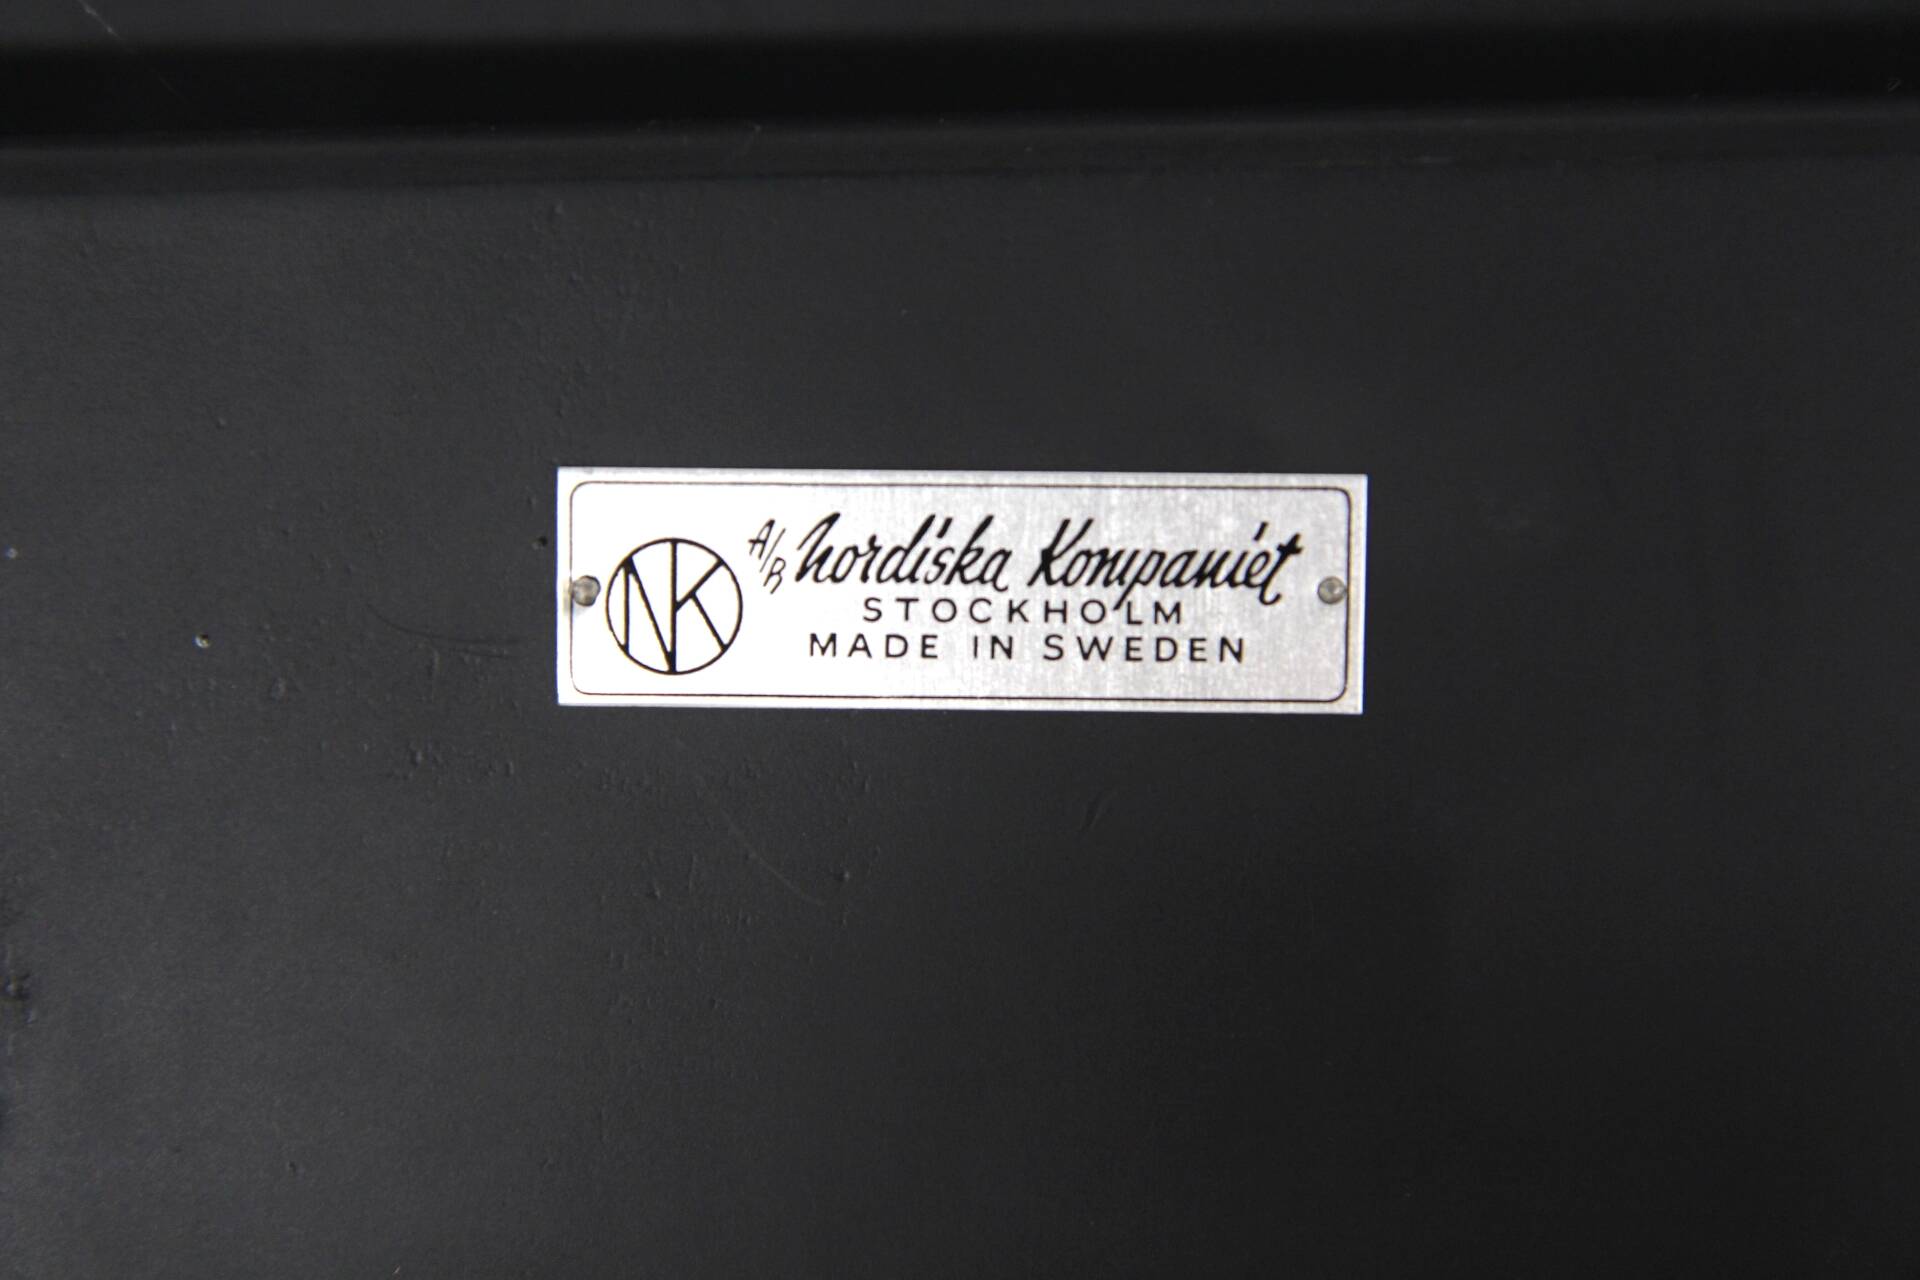 NK
A/B Nordiska Kompaniet
STOCKHOLM
MADE IN SWEDEN